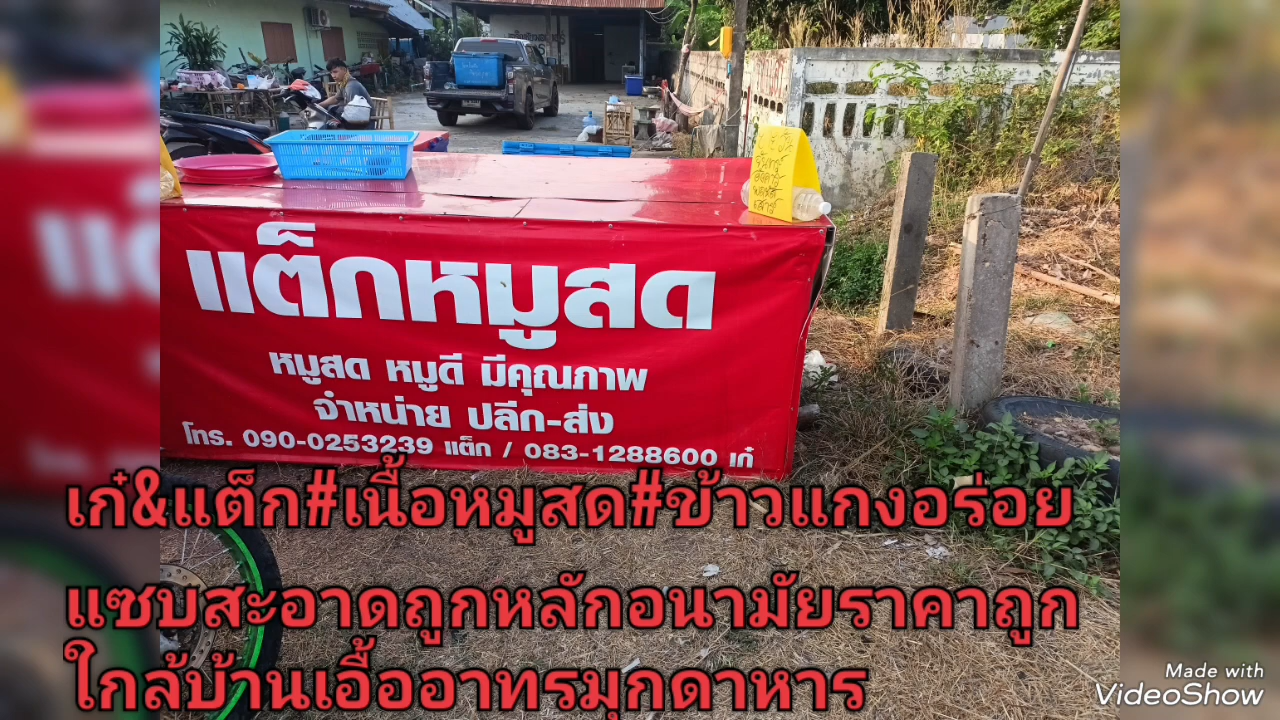 แต็กหมูสด
หมูสด หมูดี มีคุณภาพ
จำหน่าย ปลีก-ส่ง
โทร. 090-0253239 แต็ก / 083-1288600 เก๋
เก๋&แต็ก#เนื้อหมูสด#ข้าวแกงอร่อย
แซบสะอาดถูกหลักอนามัยราคาถูก
ใกล้บ้านเอื้ออาทรมุกดาหาร
Made with
VideoShow